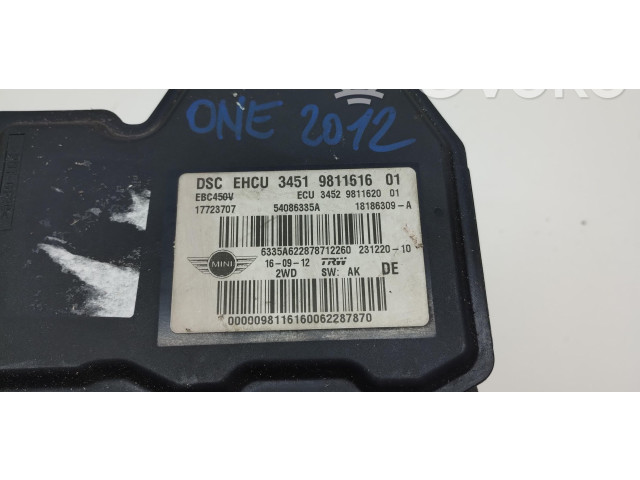 ONE 2012
DSC EHCU 3451 9811616 01
EBC450V ECU 3452 9811620 01
17723707 54086335A 18186309-A
6335A622878712260 231220-10
MINI 16-09-12 TRW
2WD SW: AK DE
0000098116160062287870